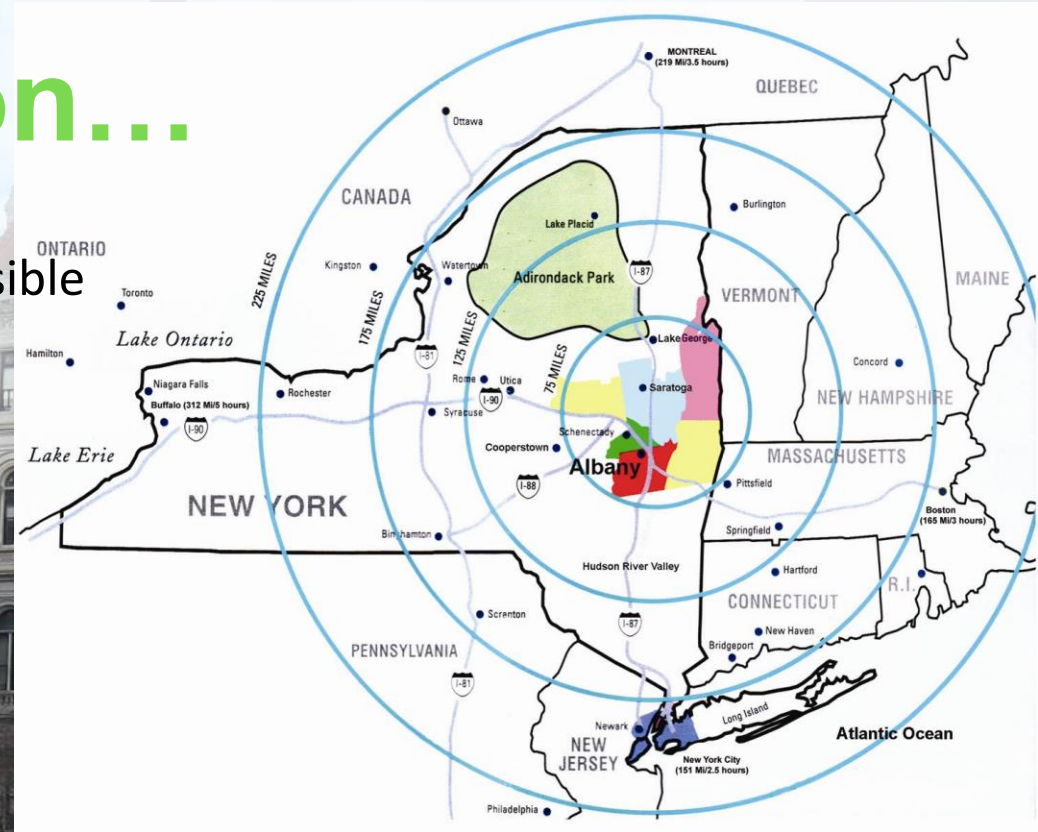 on...
sible
MONTREAL
(219 Mi/3.5 hours)
QUEBEC
Ottawa
CANADA
Burlington
Lake Placid
ONTARIO
Kingston
Watertown
Adirondack Park
I-87
MAINE
225 MILES
175 MILES
125 MILES
75 MILES
VERMONT
Toronto
Lake Ontario
Lake George
Hamilton
I-81
Concord
Niagara Falls
Rome
Utica
Saratoga
Rochester
I-90
NEW HAMPSHIRE
Buffalo (312 Mi/5 hours)
I-90
Syracuse
Schenectady
Cooperstown
Lake Erie
Albany
MASSACHUSETTS
I-88
Pittsfield
NEW YORK
Boston
(165 Mi/3 hours)
Binghamton
Springfield
Hudson River Valley
Hartford
R.I.
CONNECTICUT
Scranton
I-87
New Haven
PENNSYLVANIA
Bridgeport
I-81
Long Island
Newark
Atlantic Ocean
NEW
JERSEY
New York City
(151 Mi/2.5 hours)
Philadelphia